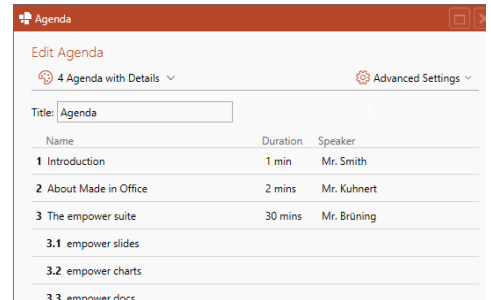 Agenda
Edit Agenda
4 Agenda with Details Advanced Settings
Title: Agenda
Name Duration Speaker
1 Introduction 1 min Mr. Smith
2 About Made in Office 2 mins Mr. Kuhnert
3 The empower suite 30 mins Mr. Brüning
3.1 empower slides
3.2 empower charts
3.3 empower docs